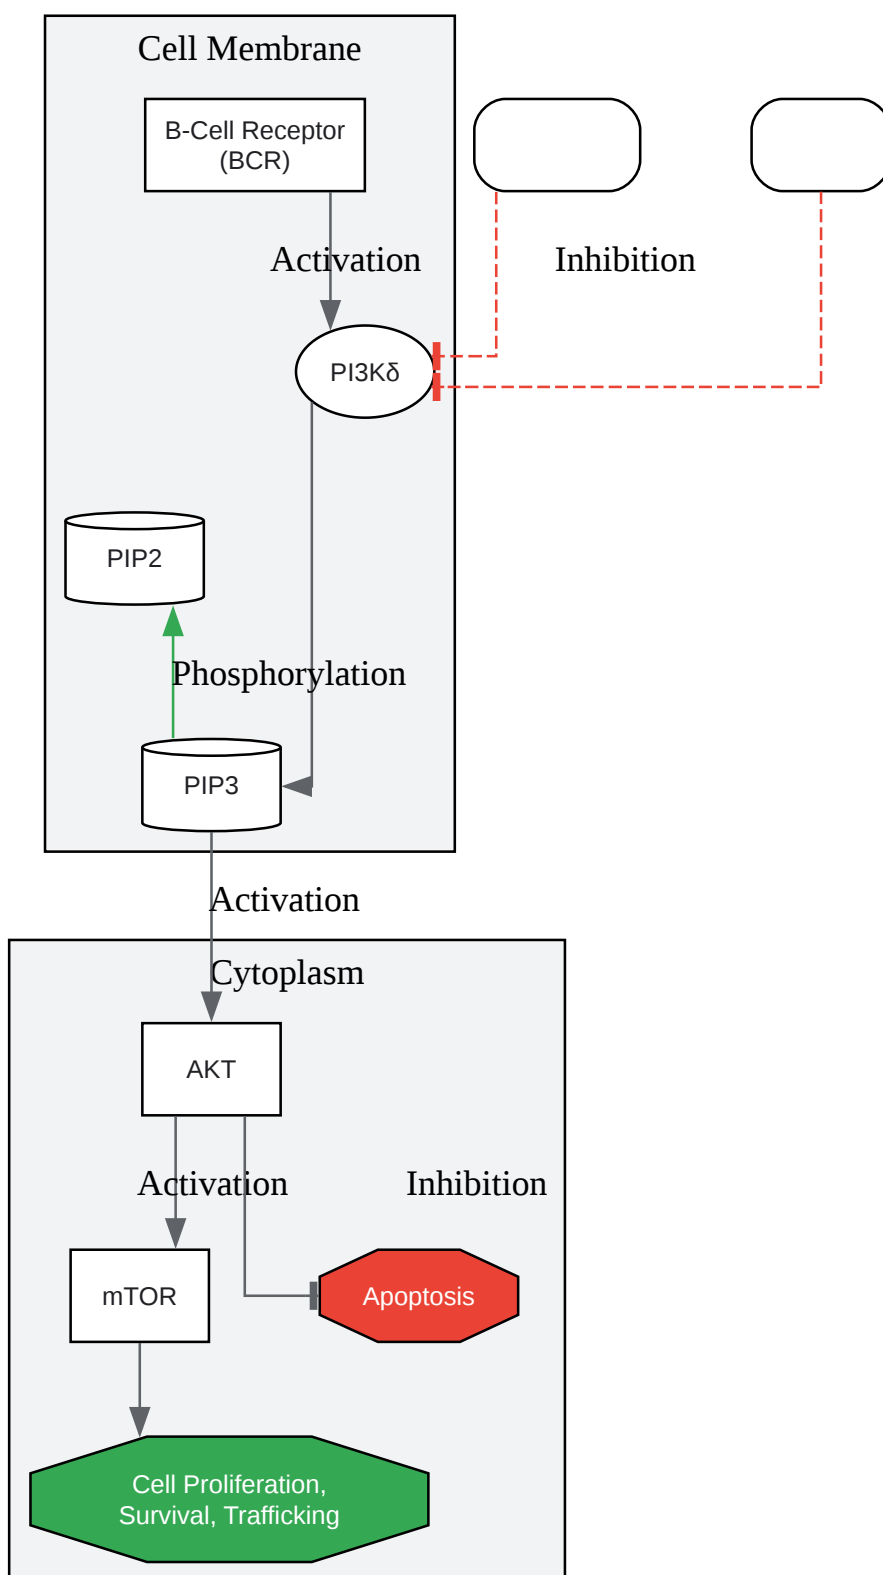 Cell Membrane
B-Cell Receptor
(BCR)
Activation
Inhibition
PI3Kδ
PIP2
Phosphorylation
PIP3
Activation
Cytoplasm
AKT
Activation
Inhibition
mTOR
Apoptosis
Cell Proliferation,
Survival, Trafficking